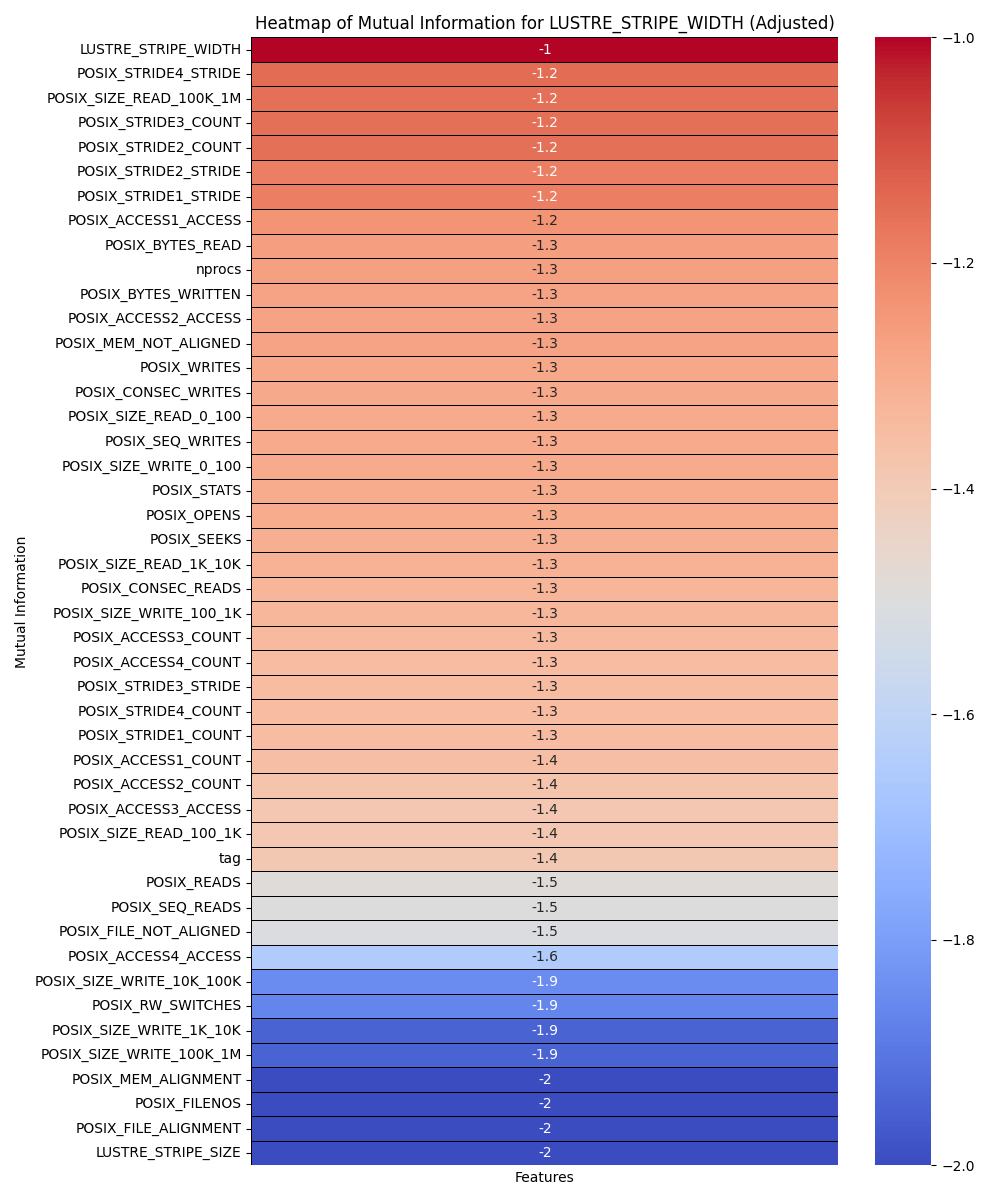 Heatmap of Mutual Information for LUSTRE_STRIPE_WIDTH (Adjusted)
LUSTRE_STRIPE_WIDTH -1
POSIX_STRIDE4_STRIDE -1.2
POSIX_SIZE_READ_100K_1M -1.2
POSIX_STRIDE3_COUNT -1.2
POSIX_STRIDE2_COUNT -1.2
POSIX_STRIDE2_STRIDE -1.2
POSIX_STRIDE1_STRIDE -1.2
POSIX_ACCESS1_ACCESS -1.2
POSIX_BYTES_READ -1.3
nprocs -1.3
POSIX_BYTES_WRITTEN -1.3
POSIX_ACCESS2_ACCESS -1.3
POSIX_MEM_NOT_ALIGNED -1.3
POSIX_WRITES -1.3
POSIX_CONSEC_WRITES -1.3
POSIX_SIZE_READ_0_100 -1.3
POSIX_SEQ_WRITES -1.3
POSIX_SIZE_WRITE_0_100 -1.3
POSIX_STATS -1.3
POSIX_OPENS -1.3
POSIX_SEEKS -1.3
POSIX_SIZE_READ_1K_10K -1.3
POSIX_CONSEC_READS -1.3
POSIX_SIZE_WRITE_100_1K -1.3
POSIX_ACCESS3_COUNT -1.3
POSIX_ACCESS4_COUNT -1.3
POSIX_STRIDE3_STRIDE -1.3
POSIX_STRIDE4_COUNT -1.3
POSIX_STRIDE1_COUNT -1.3
POSIX_ACCESS1_COUNT -1.4
POSIX_ACCESS2_COUNT -1.4
POSIX_ACCESS3_ACCESS -1.4
POSIX_SIZE_READ_100_1K -1.4
tag -1.4
POSIX_READS -1.5
POSIX_SEQ_READS -1.5
POSIX_FILE_NOT_ALIGNED -1.5
POSIX_ACCESS4_ACCESS -1.6
POSIX_SIZE_WRITE_10K_100K -1.9
POSIX_RW_SWITCHES -1.9
POSIX_SIZE_WRITE_1K_10K -1.9
POSIX_SIZE_WRITE_100K_1M -1.9
POSIX_MEM_ALIGNMENT -2
POSIX_FILENOS -2
POSIX_FILE_ALIGNMENT -2
LUSTRE_STRIPE_SIZE -2
Features
Mutual Information
−1.0
−1.2
−1.4
−1.6
−1.8
−2.0